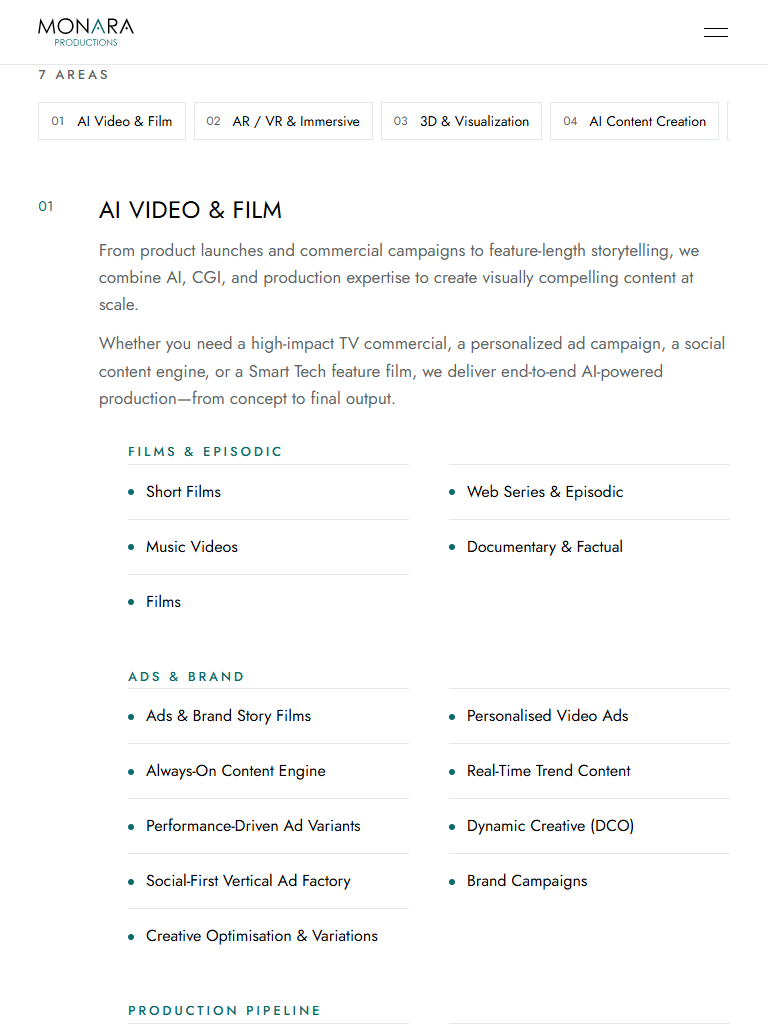 MONARA
PRODUCTIONS
7 AREAS
01 AI Video & Film
02 AR / VR & Immersive
03 3D & Visualization
04 AI Content Creation
01
AI VIDEO & FILM
From product launches and commercial campaigns to feature-length storytelling, we
combine AI, CGI, and production expertise to create visually compelling content at
scale.
Whether you need a high-impact TV commercial, a personalized ad campaign, a social
content engine, or a Smart Tech feature film, we deliver end-to-end AI-powered
production—from concept to final output.
FILMS & EPISODIC
Short Films
Web Series & Episodic
Music Videos
Documentary & Factual
Films
ADS & BRAND
Ads & Brand Story Films
Personalised Video Ads
Always-On Content Engine
Real-Time Trend Content
Performance-Driven Ad Variants
Dynamic Creative (DCO)
Social-First Vertical Ad Factory
Brand Campaigns
Creative Optimisation & Variations
PRODUCTION PIPELINE